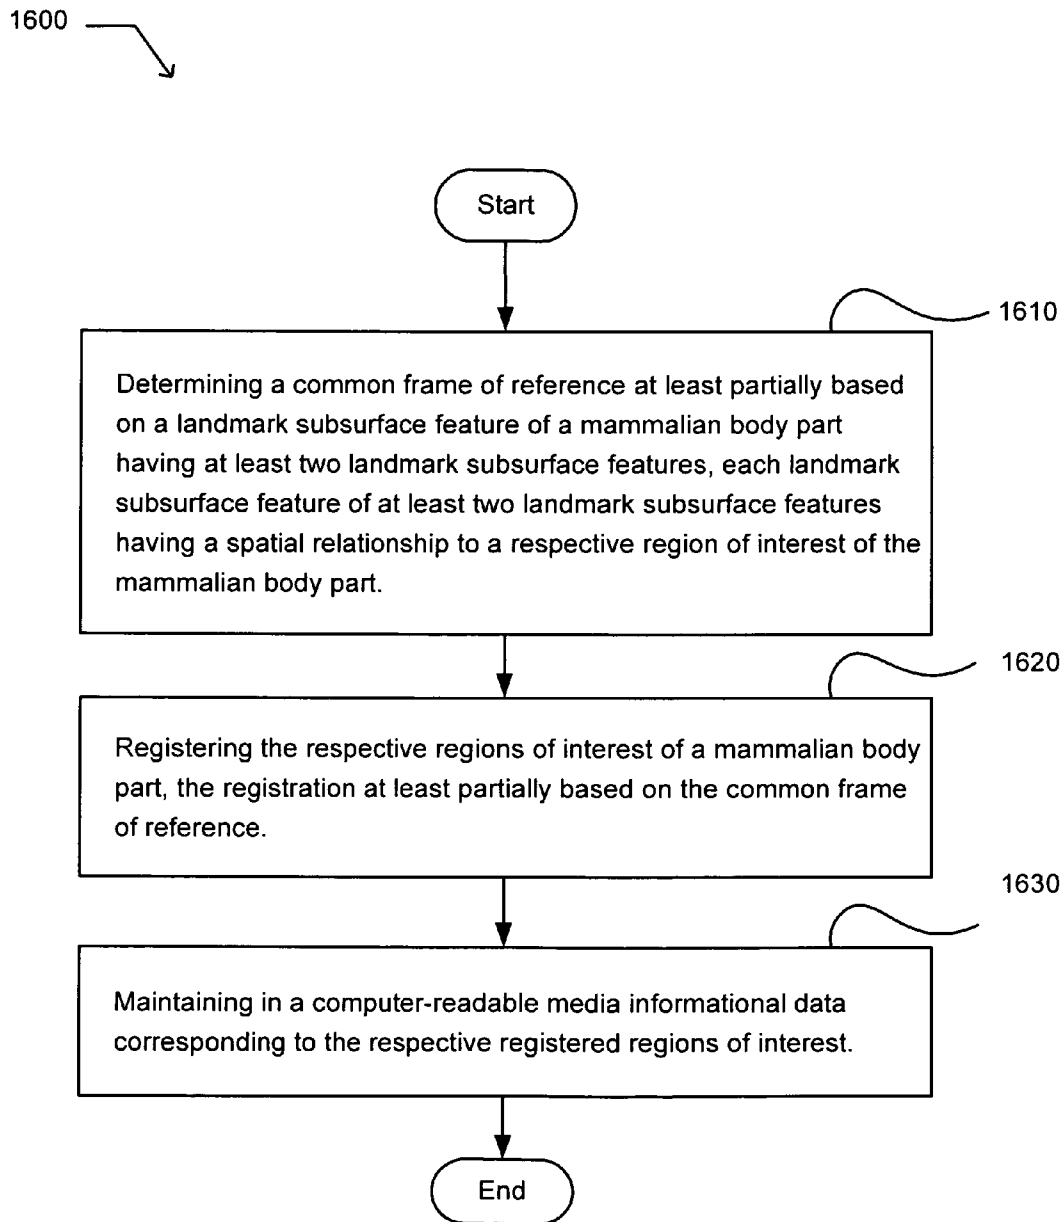 1600
Start
1610
Determining a common frame of reference at least partially based
on a landmark subsurface feature of a mammalian body part
having at least two landmark subsurface features, each landmark
subsurface feature of at least two landmark subsurface features
having a spatial relationship to a respective region of interest of the
mammalian body part.
1620
Registering the respective regions of interest of a mammalian body
part, the registration at least partially based on the common frame
of reference.
1630
Maintaining in a computer-readable media informational data
corresponding to the respective registered regions of interest.
End